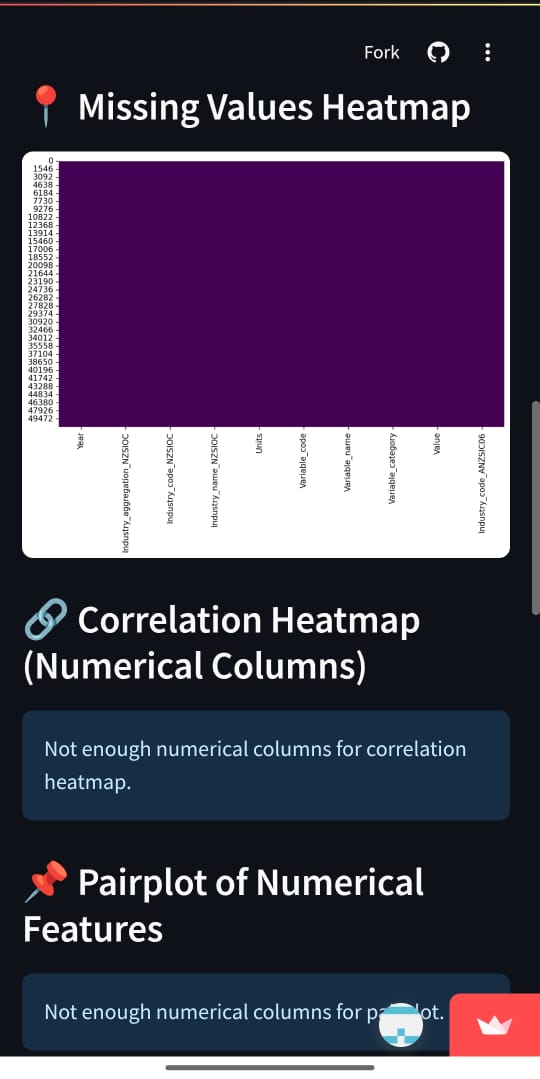 Fork
Missing Values Heatmap
0
1546
3092
4638
6184
7730
9276
10822
12368
13914
15460
17006
18552
20098
21644
23190
24736
26282
27828
29374
30920
32466
34012
35558
37104
38650
40196
41742
43288
44834
46380
47926
49472
Year
Industry_aggregation_NZSIOC
Industry_code_NZSIOC
Industry_name_NZSIOC
Units
Variable_code
Variable_name
Variable_category
Value
Industry_code_ANZSIC06
Correlation Heatmap
(Numerical Columns)
Not enough numerical columns for correlation
heatmap.
Pairplot of Numerical
Features
Not enough numerical columns for